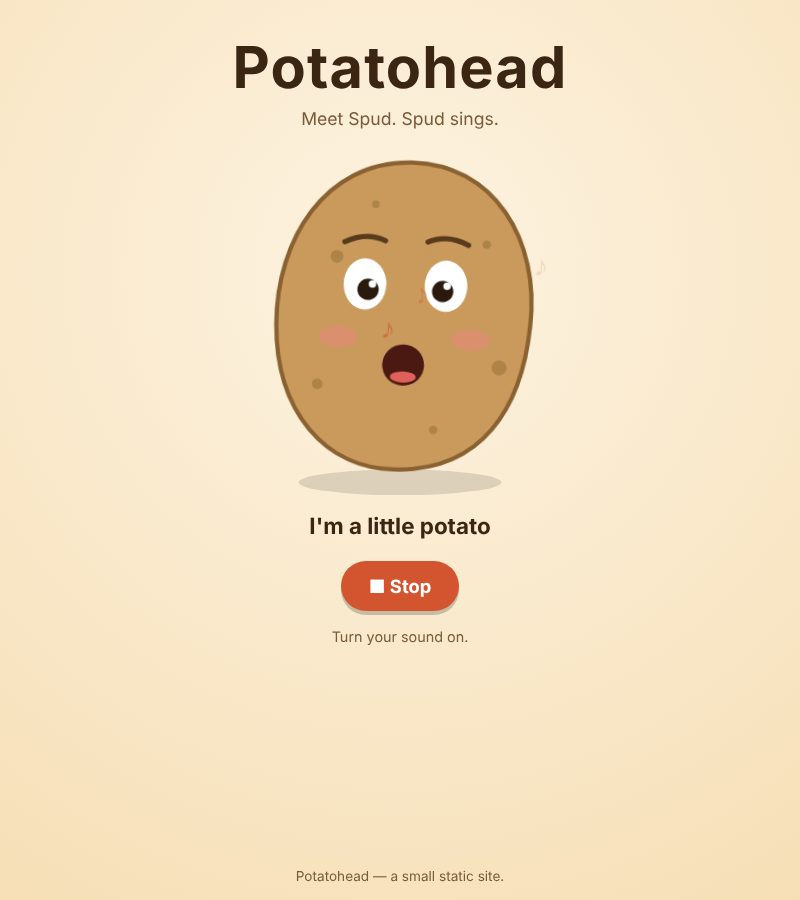 Potatohead
Meet Spud. Spud sings.
I'm a little potato
Stop
Turn your sound on.
Potatohead — a small static site.